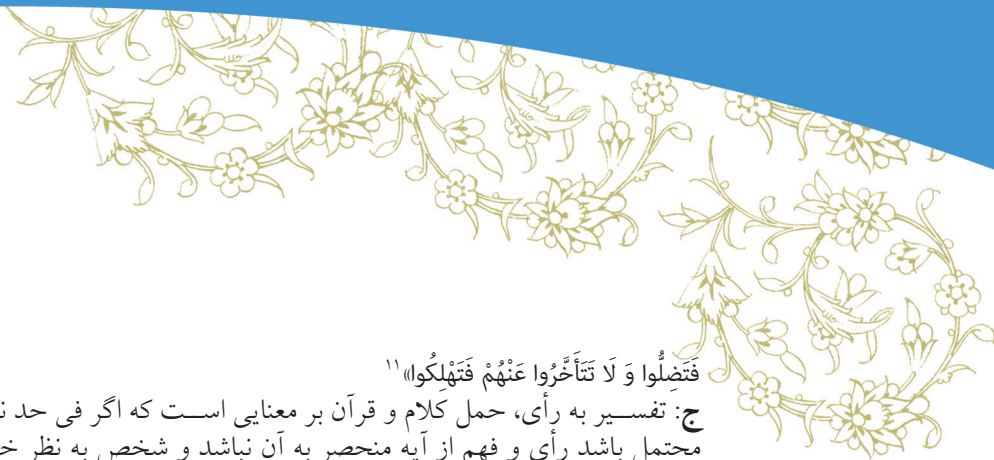 فَتَضِلُّوا وَ لَا تَتَأَخَّرُوا عَنْهُمْ فَتَهْلِكُوا»۱۱
ج: تفسیر به رأی، حمل کلام و قرآن بر معنایی است که اگر فی حد
محتمل باشد رأی و فهم از آیه منحصر به آن نباشد و شخص به نظر